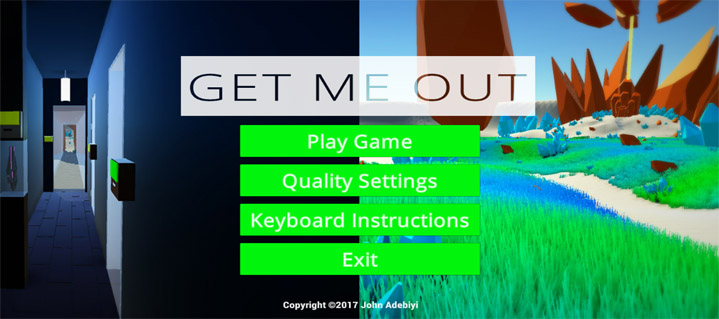 GET ME OUT
Play Game
Quality Settings
Keyboard Instructions
Exit
Copyright ©2017 John Adebiyi